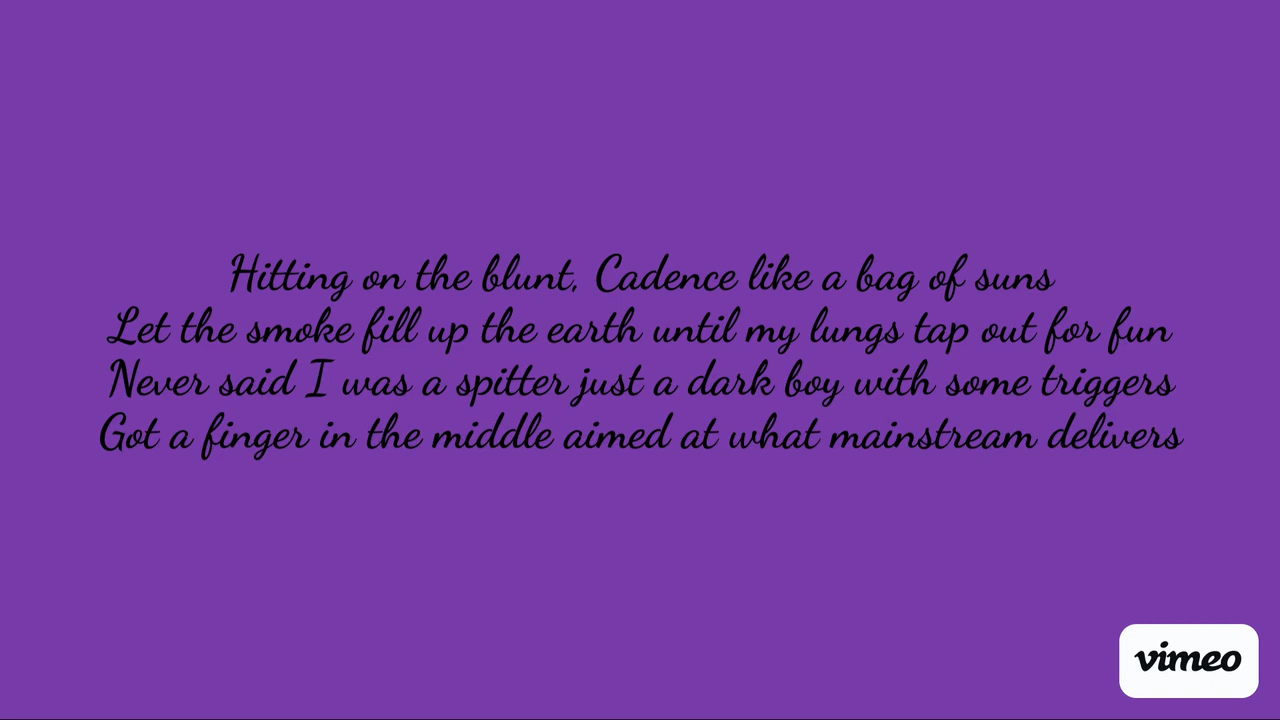 Hitting on the blunt, Cadence like a bag of suns
Let the smoke fill up the earth until my lungs tap out for fun
Never said I was a spitter just a dark boy with some triggers
Got a finger in the middle aimed at what mainstream delivers
vimeo